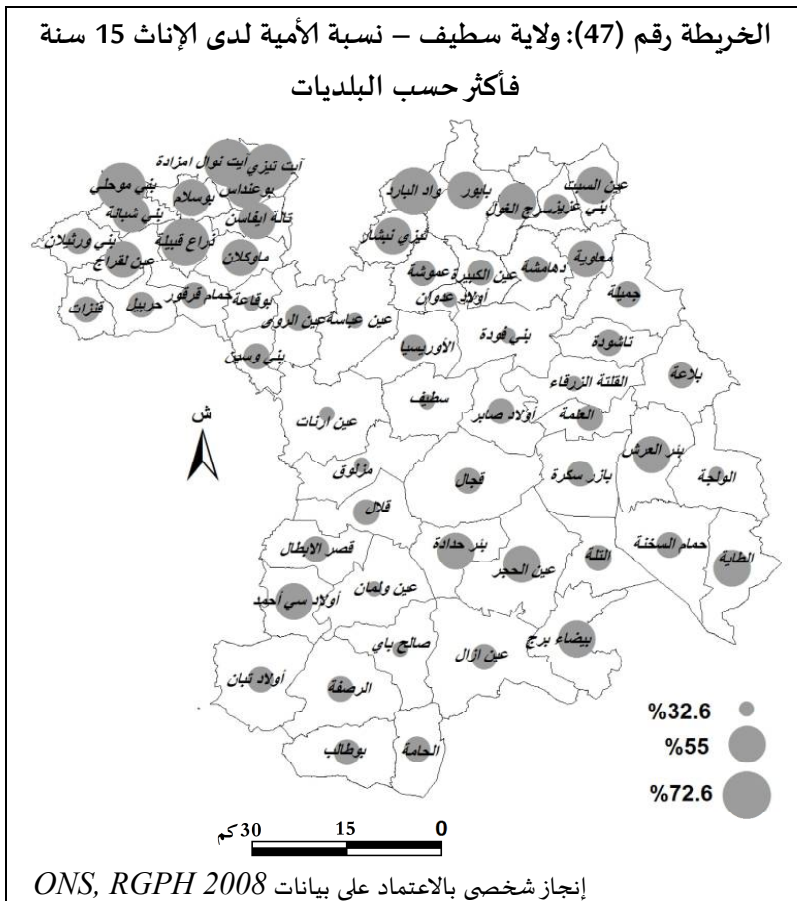 الخريطة رقم (47): ولاية سطيف – نسبة الأمية لدى الإناث 15 سنة
فأكثر حسب البلديات
آيت نوال امزادة
آيت تيزي
بني موحلي
بوسلام
بوعنداس
بني شبانة
تالة ايفاسن
بني ورثيلان
عين لقراج
ذراع قبيلة
ماوكلان
قنزات
حربيل
حمام قرقور
بوقاعة
عين الروى
عين عباسة
بني وسين
واد البارد
بابور
سرج الغول
بني عزيز
عين السبت
تيزي نبشار
عموشة
عين الكبيرة
دهامشة
معاوية
أولاد عدوان
جميلة
الأوريسيا
بني فودة
تاشودة
بلاعة
القلتة الزرقاء
سطيف
أولاد صابر
العلمة
عين ارنات
ش
مزلوق
قجال
بازر سكرة
بئر العرش
الولجة
قلال
قصر الابطال
بئر حدادة
عين الحجر
التلة
حمام السخنة
الطاية
أولاد سي أحمد
عين ولمان
صالح باي
عين ازال
بيضاء برج
أولاد تبان
الرصفة
بوطالب
الحامة
%32.6
%55
%72.6
30 كم
15
0
إنجاز شخصي بالاعتماد على بيانات ONS, RGPH 2008